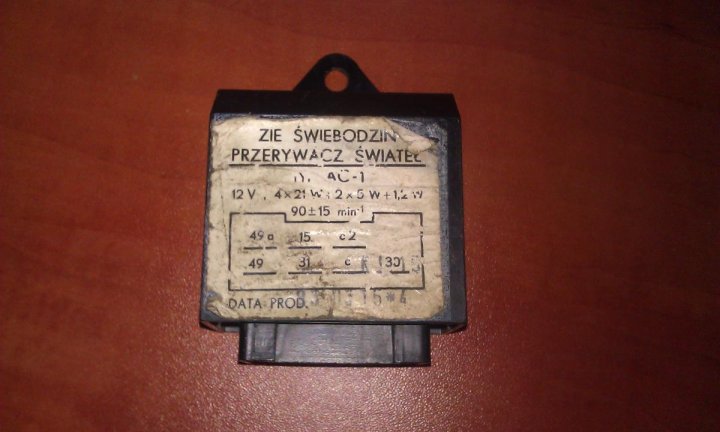 ZIE ŚWIEBODZIN
PRZERYWACZ ŚWIATEŁ
AC-1
12 V, 4×21 W+2×5 W+1,2 W
90±15 min⁻¹
49a 15 c2
49 31 c 30
DATA PROD.